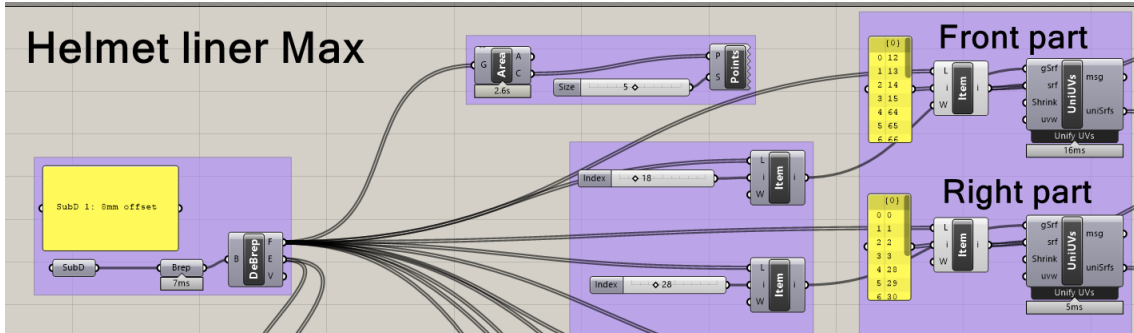 Helmet liner Max
G
Area
A
C
2.6s
P
S
Points
Size
5
SubD 1: 8mm offset
SubD
Brep
7ms
B
DeBrep
F
E
V
Index
18
L
i
W
Item
i
Index
28
L
i
W
Item
i
Front part
{0}
0 12
1 13
2 14
3 15
4 64
5 65
6 66
L
i
W
Item
i
gSrf
srf
Shrink
uvw
UniUVs
msg
uniSrfs
Unify UVs
16ms
Right part
{0}
0 0
1 1
2 2
3 3
4 28
5 29
6 30
L
i
W
Item
i
gSrf
srf
Shrink
uvw
UniUVs
msg
uniSrfs
Unify UVs
5ms